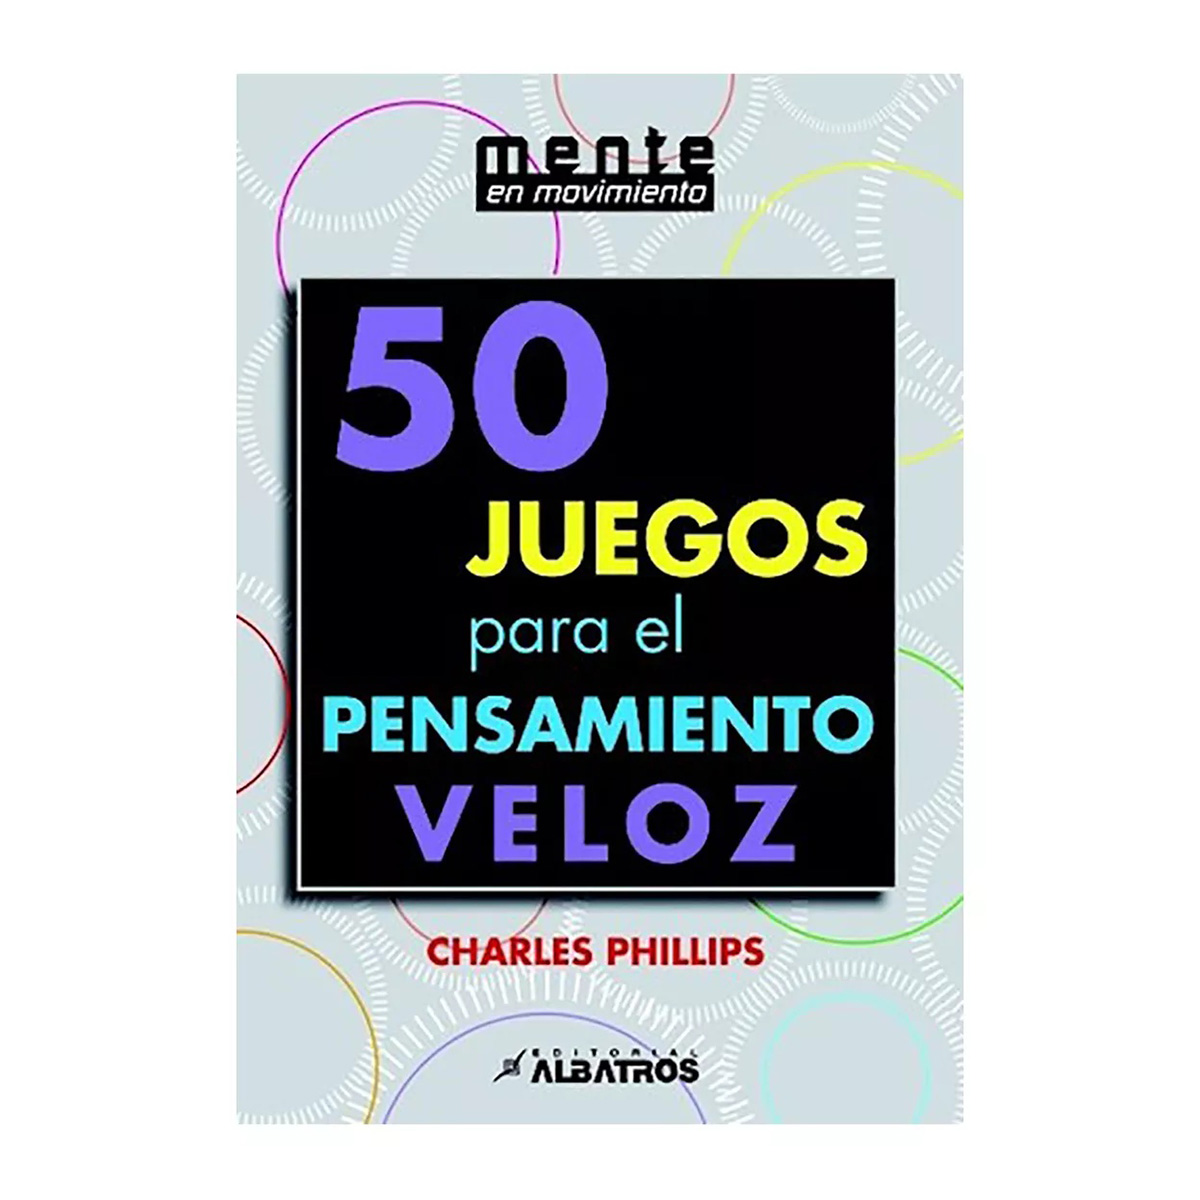 mente
en movimiento
50
JUEGOS
para el
PENSAMIENTO
VELOZ
CHARLES PHILLIPS
EDITORIAL
ALBATROS